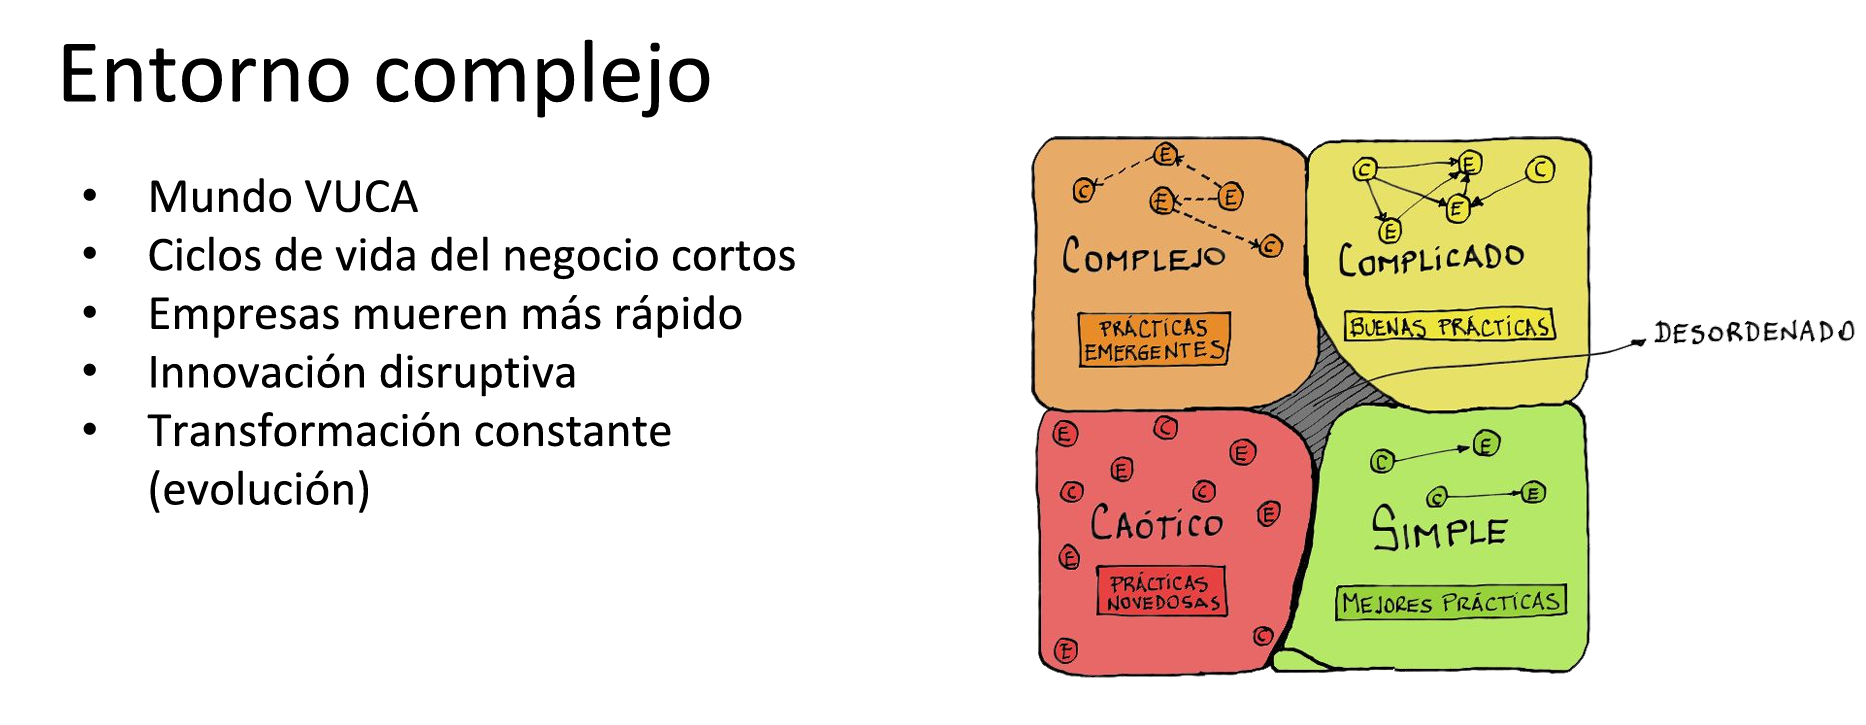 Entorno complejo
• Mundo VUCA
• Ciclos de vida del negocio cortos
• Empresas mueren más rápido
• Innovación disruptiva
• Transformación constante
(evolución)
E
C
E
E
C
COMPLEJO
PRÁCTICAS
EMERGENTES
C
E
C
E
E
COMPLICADO
BUENAS PRÁCTICAS
DESORDENADO
E
C
E
E
C
C
E
CAÓTICO
E
PRÁCTICAS
NOVEDOSAS
C
E
E
C
C
E
SIMPLE
MEJORES PRÁCTICAS